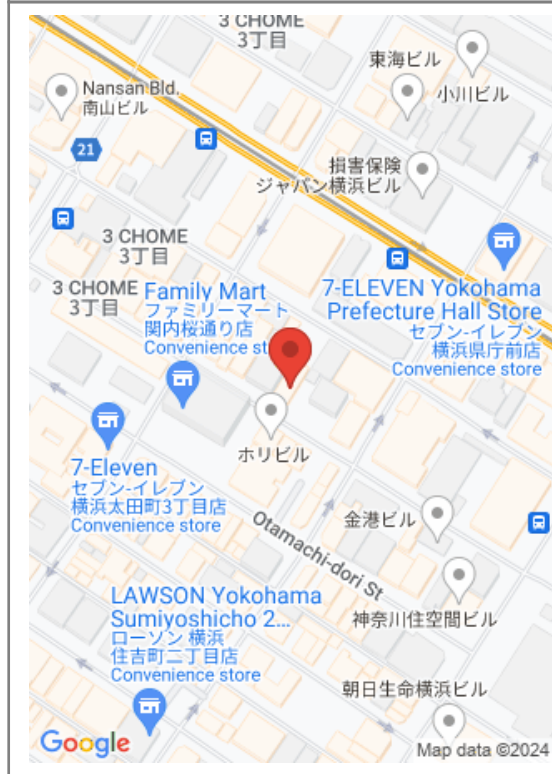 3 CHOME
3丁目
東海ビル
小川ビル
Nansan Bld.
南山ビル
21
損害保険
ジャパン横浜ビル
3 CHOME
3丁目
3 CHOME
3丁目
Family Mart
ファミリーマート
関内桜通り店
Convenience st
7-ELEVEN Yokohama
Prefecture Hall Store
セブン-イレブン
横浜県庁前店
Convenience store
ホリビル
7-Eleven
セブン-イレブン
横浜太田町3丁目店
Convenience store
金港ビル
Otamachi-dori St
LAWSON Yokohama
Sumiyoshicho 2...
ローソン 横浜
住吉町二丁目店
Convenience store
神奈川住空間ビル
朝日生命横浜ビル
Google
Map data ©2024